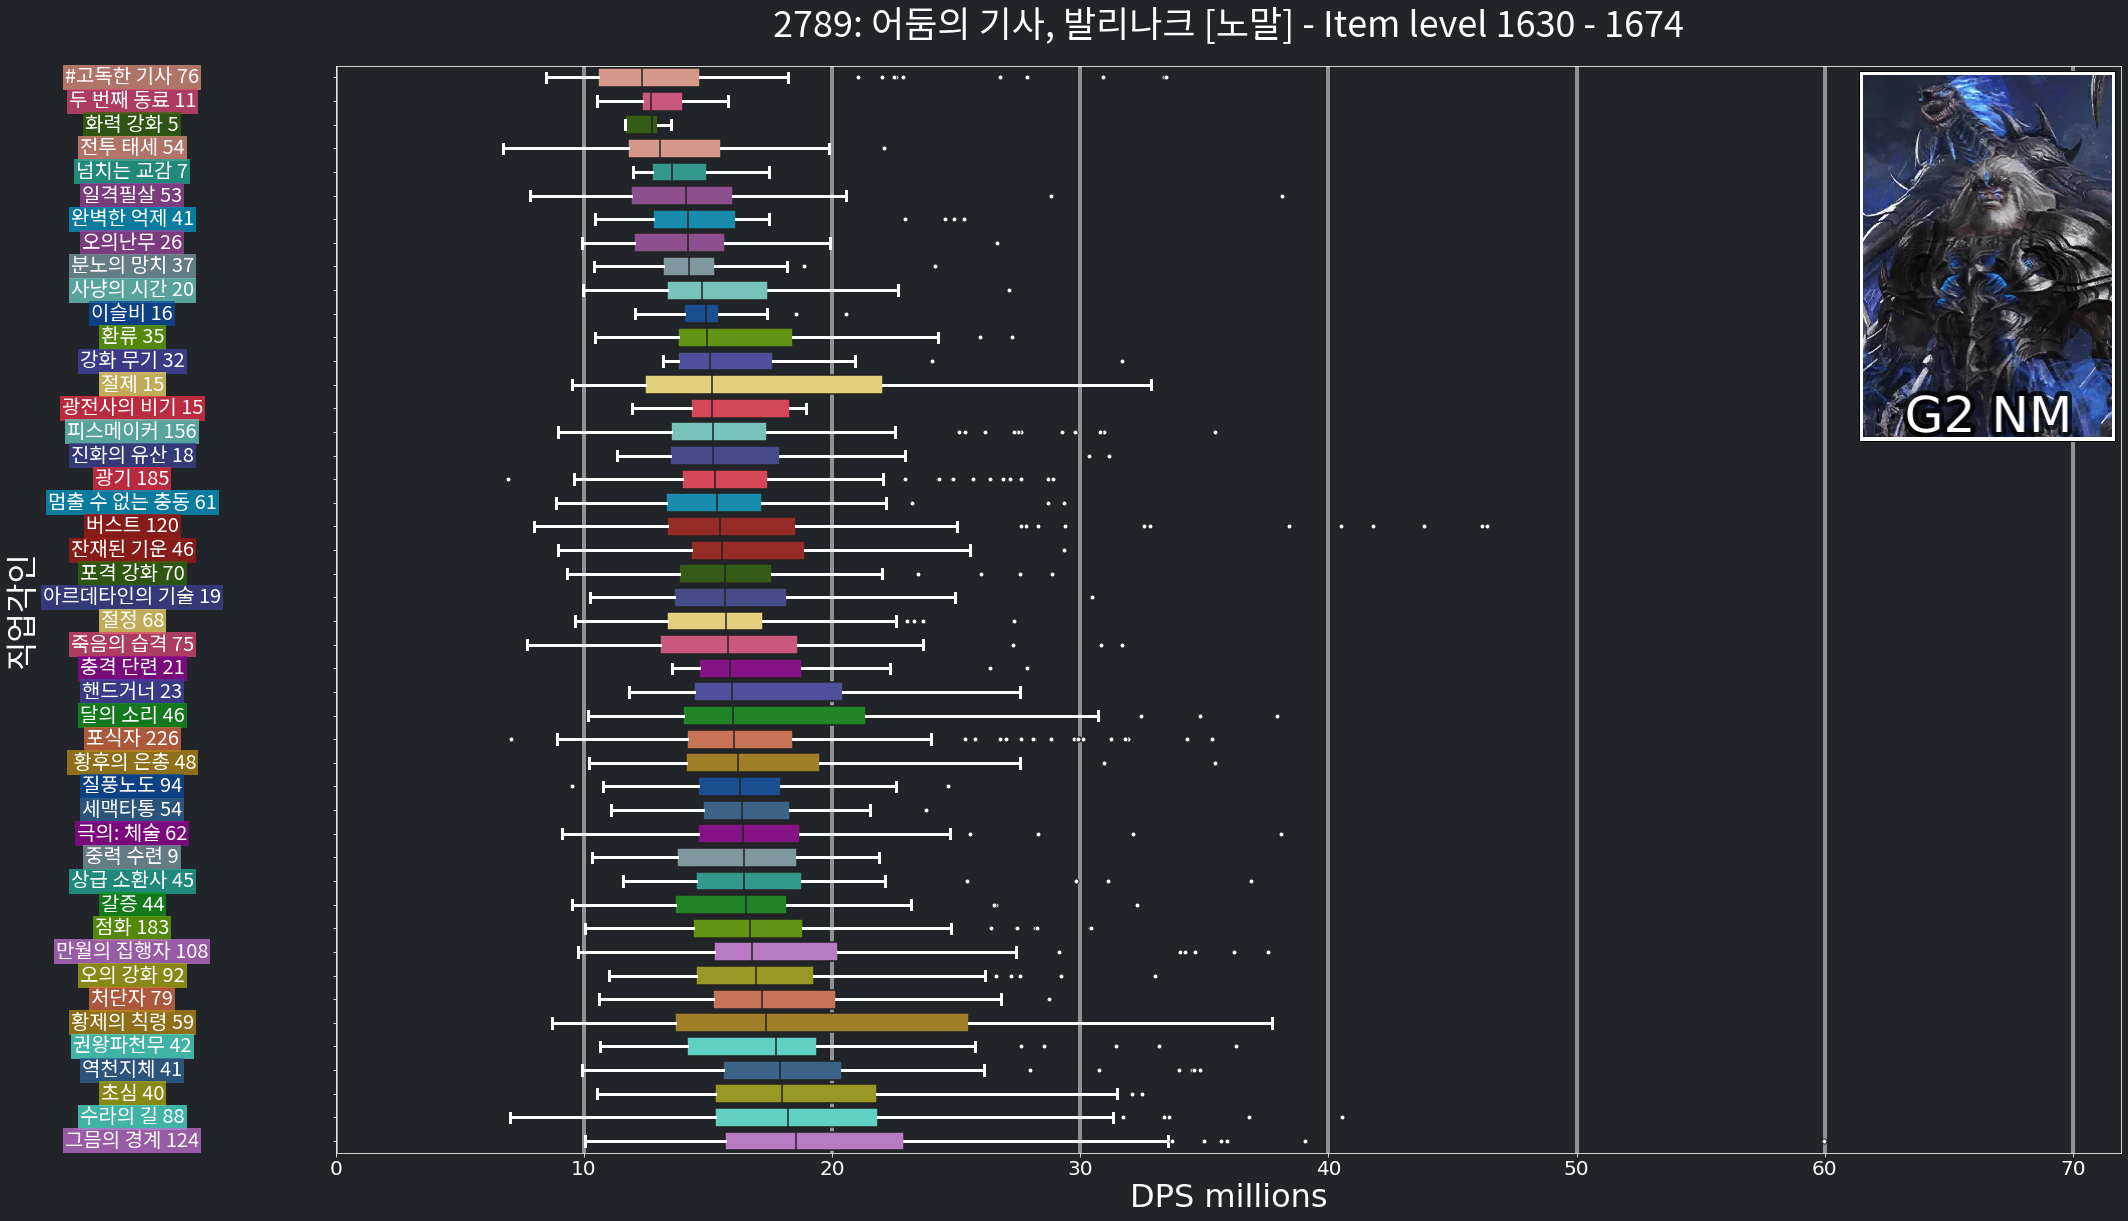 2789: 어둠의 기사, 발리나크 [노말] - Item level 1630 - 1674
#고독한 기사 76
두 번째 동료 11
화력 강화 5
전투 태세 54
넘치는 교감 7
일격필살 53
완벽한 억제 41
오의난무 26
분노의 망치 37
사냥의 시간 20
이슬비 16
환류 35
강화 무기 32
절제 15
광전사의 비기 15
피스메이커 156
진화의 유산 18
광기 185
멈출 수 없는 충동 61
버스트 120
잔재된 기운 46
포격 강화 70
아르데타인의 기술 19
절정 68
죽음의 습격 75
충격 단련 21
핸드거너 23
달의 소리 46
포식자 226
황후의 은총 48
질풍노도 94
세맥타통 54
극의: 체술 62
중력 수련 9
상급 소환사 45
갈증 44
점화 183
만월의 집행자 108
오의 강화 92
처단자 79
황제의 칙령 59
권왕파천무 42
역천지체 41
초심 40
수라의 길 88
그믐의 경계 124
직업각인
G2 NM
0 10 20 30 40 50 60 70
DPS millions